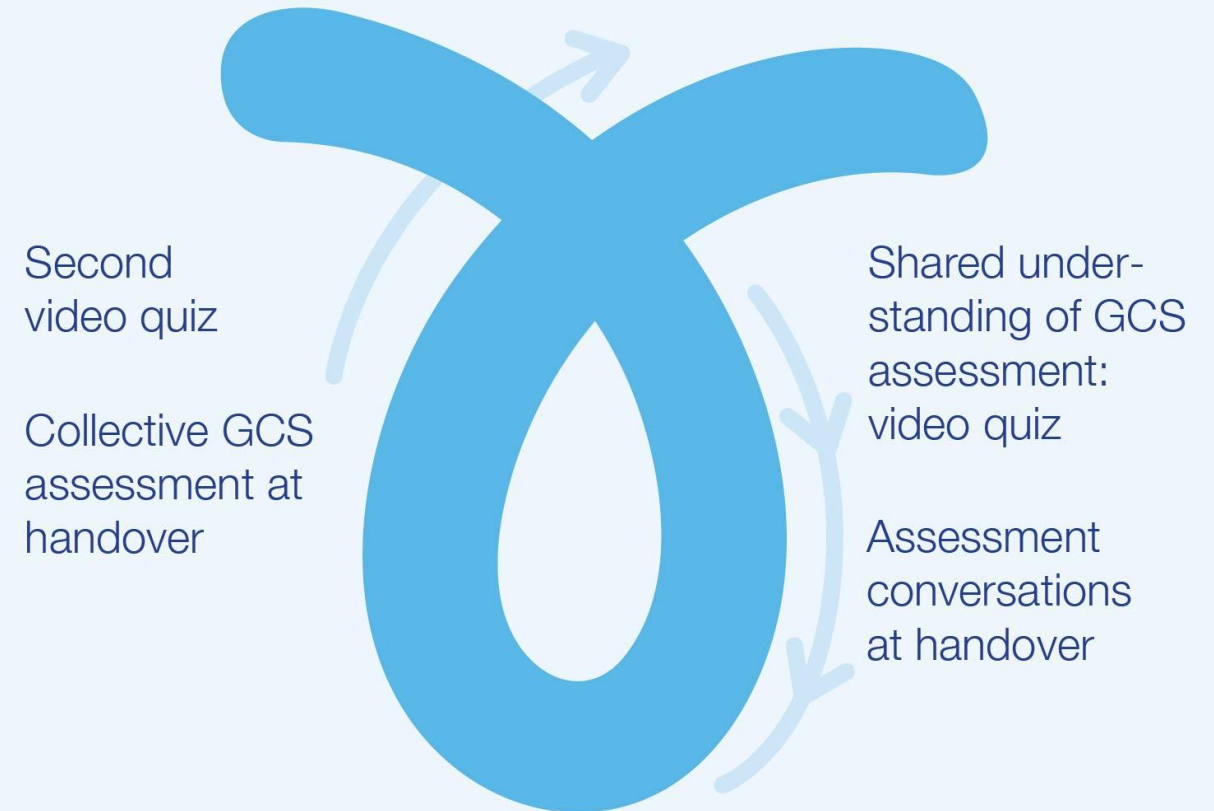 Second
video quiz
Collective GCS
assessment at
handover
Shared under-
standing of GCS
assessment:
video quiz
Assessment
conversations
at handover